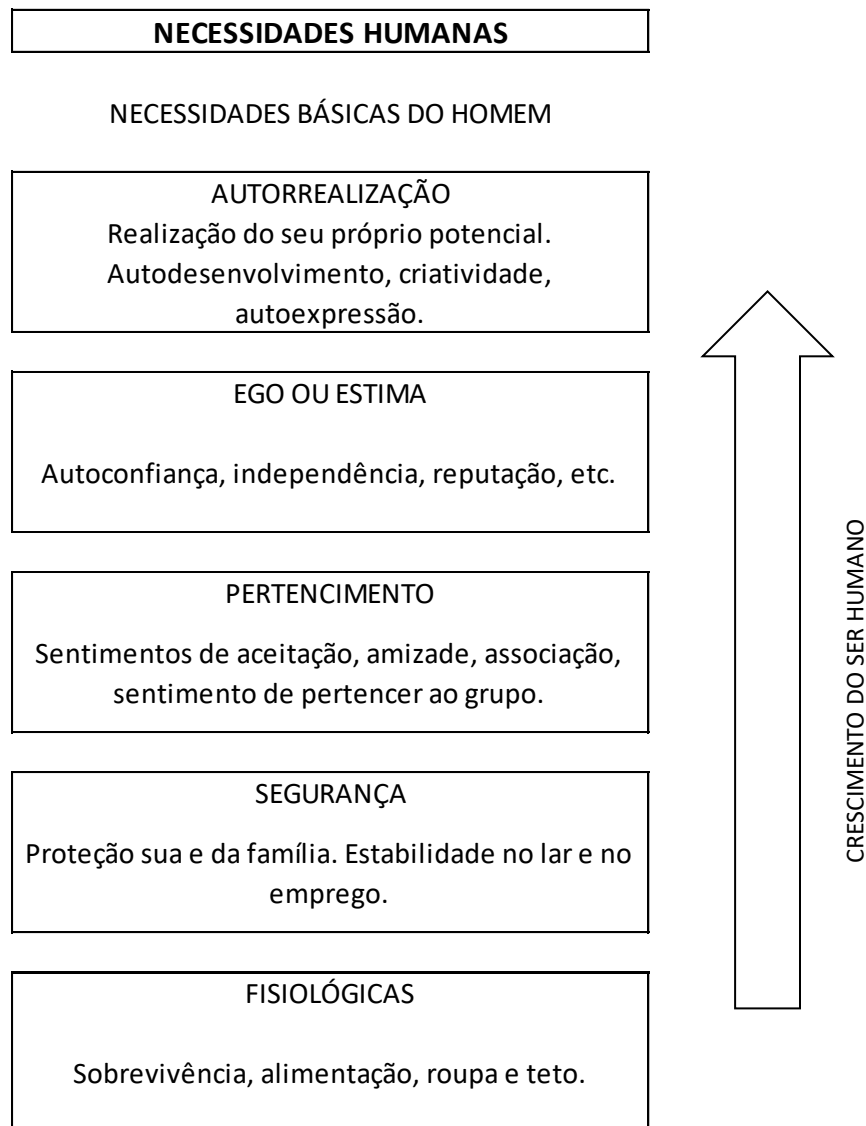 NECESSIDADES HUMANAS
NECESSIDADES BÁSICAS DO HOMEM
AUTORREALIZAÇÃO
Realização do seu próprio potencial.
Autodesenvolvimento, criatividade,
autoexpressão.
EGO OU ESTIMA
Autoconfiança, independência, reputação, etc.
PERTENCIMENTO
Sentimentos de aceitação, amizade, associação,
sentimento de pertencer ao grupo.
SEGURANÇA
Proteção sua e da família. Estabilidade no lar e no
emprego.
FISIOLÓGICAS
Sobrevivência, alimentação, roupa e teto.
CRESCIMENTO DO SER HUMANO